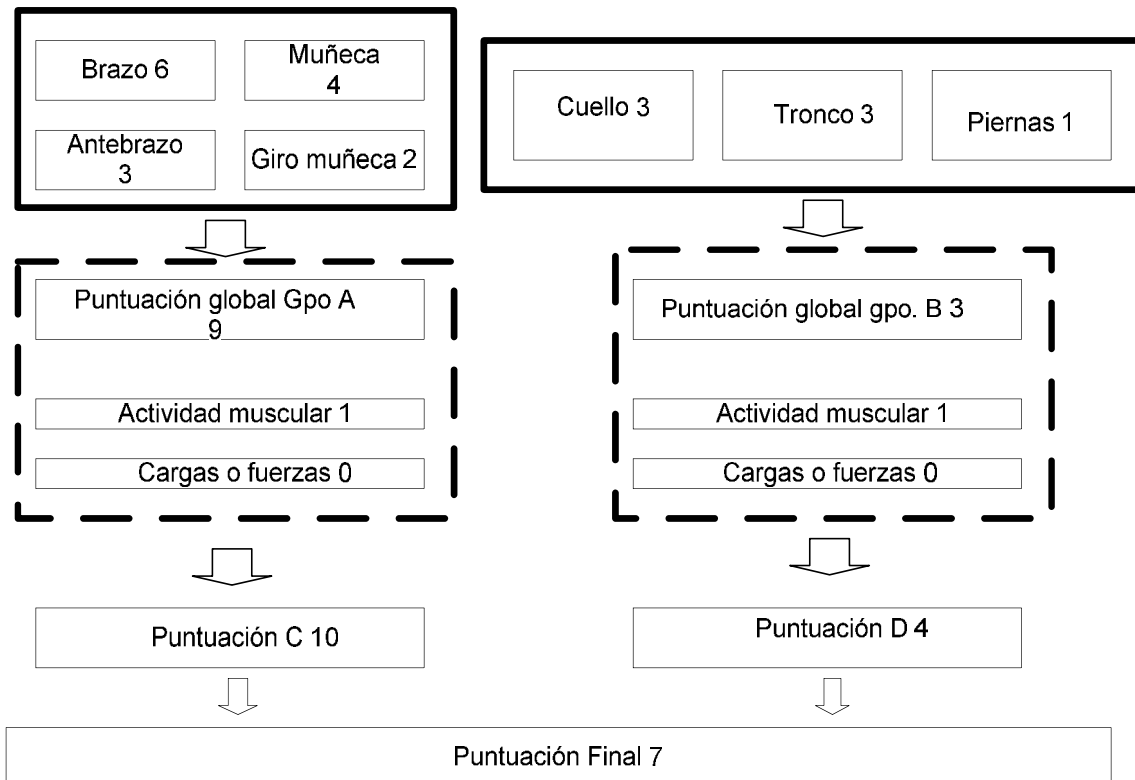 Brazo 6
Muñeca
4
Antebrazo
3
Giro muñeca 2
Cuello 3
Tronco 3
Piernas 1
Puntuación global Gpo A
9
Actividad muscular 1
Cargas o fuerzas 0
Puntuación global gpo. B 3
Actividad muscular 1
Cargas o fuerzas 0
Puntuación C 10
Puntuación D 4
Puntuación Final 7